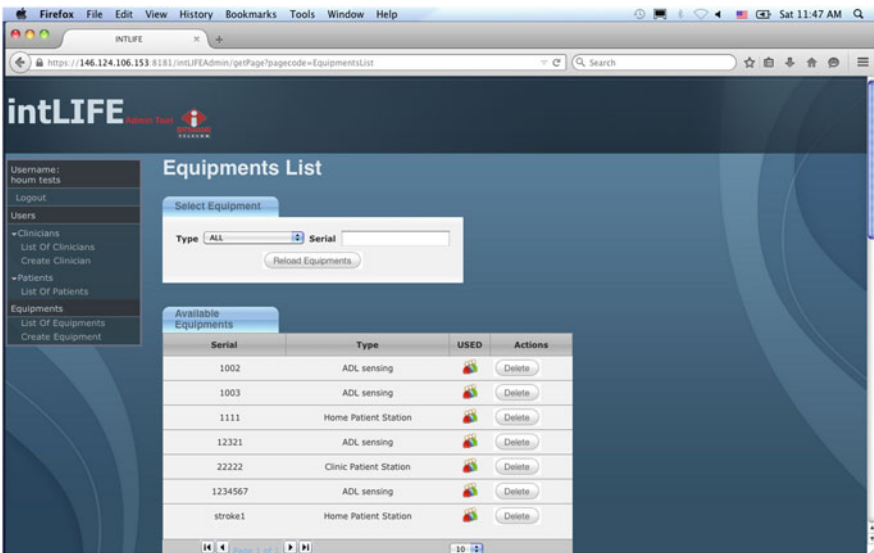 Firefox File Edit View History Bookmarks Tools Window Help Sat 11:47 AM
INTLIFE
https://146.124.106.153:8181/intLIFEAdmin/getPage?pagecode=EquipmentsList Search
intLIFE Admin Tool
TELECOM
Username:
houm tests
Equipments List
Logout
Users
Select Equipment
Clinicians
List Of Clinicians
Create Clinician
Type ALL Serial
Reload Equipments
Patients
List Of Patients
Equipments
List Of Equipments
Create Equipment
Available
Equipments
Serial Type USED Actions
1002 ADL sensing Delete
1003 ADL sensing Delete
1111 Home Patient Station Delete
12321 ADL sensing Delete
22222 Clinic Patient Station Delete
1234567 ADL sensing Delete
stroke1 Home Patient Station Delete
Page 1 of 1 10